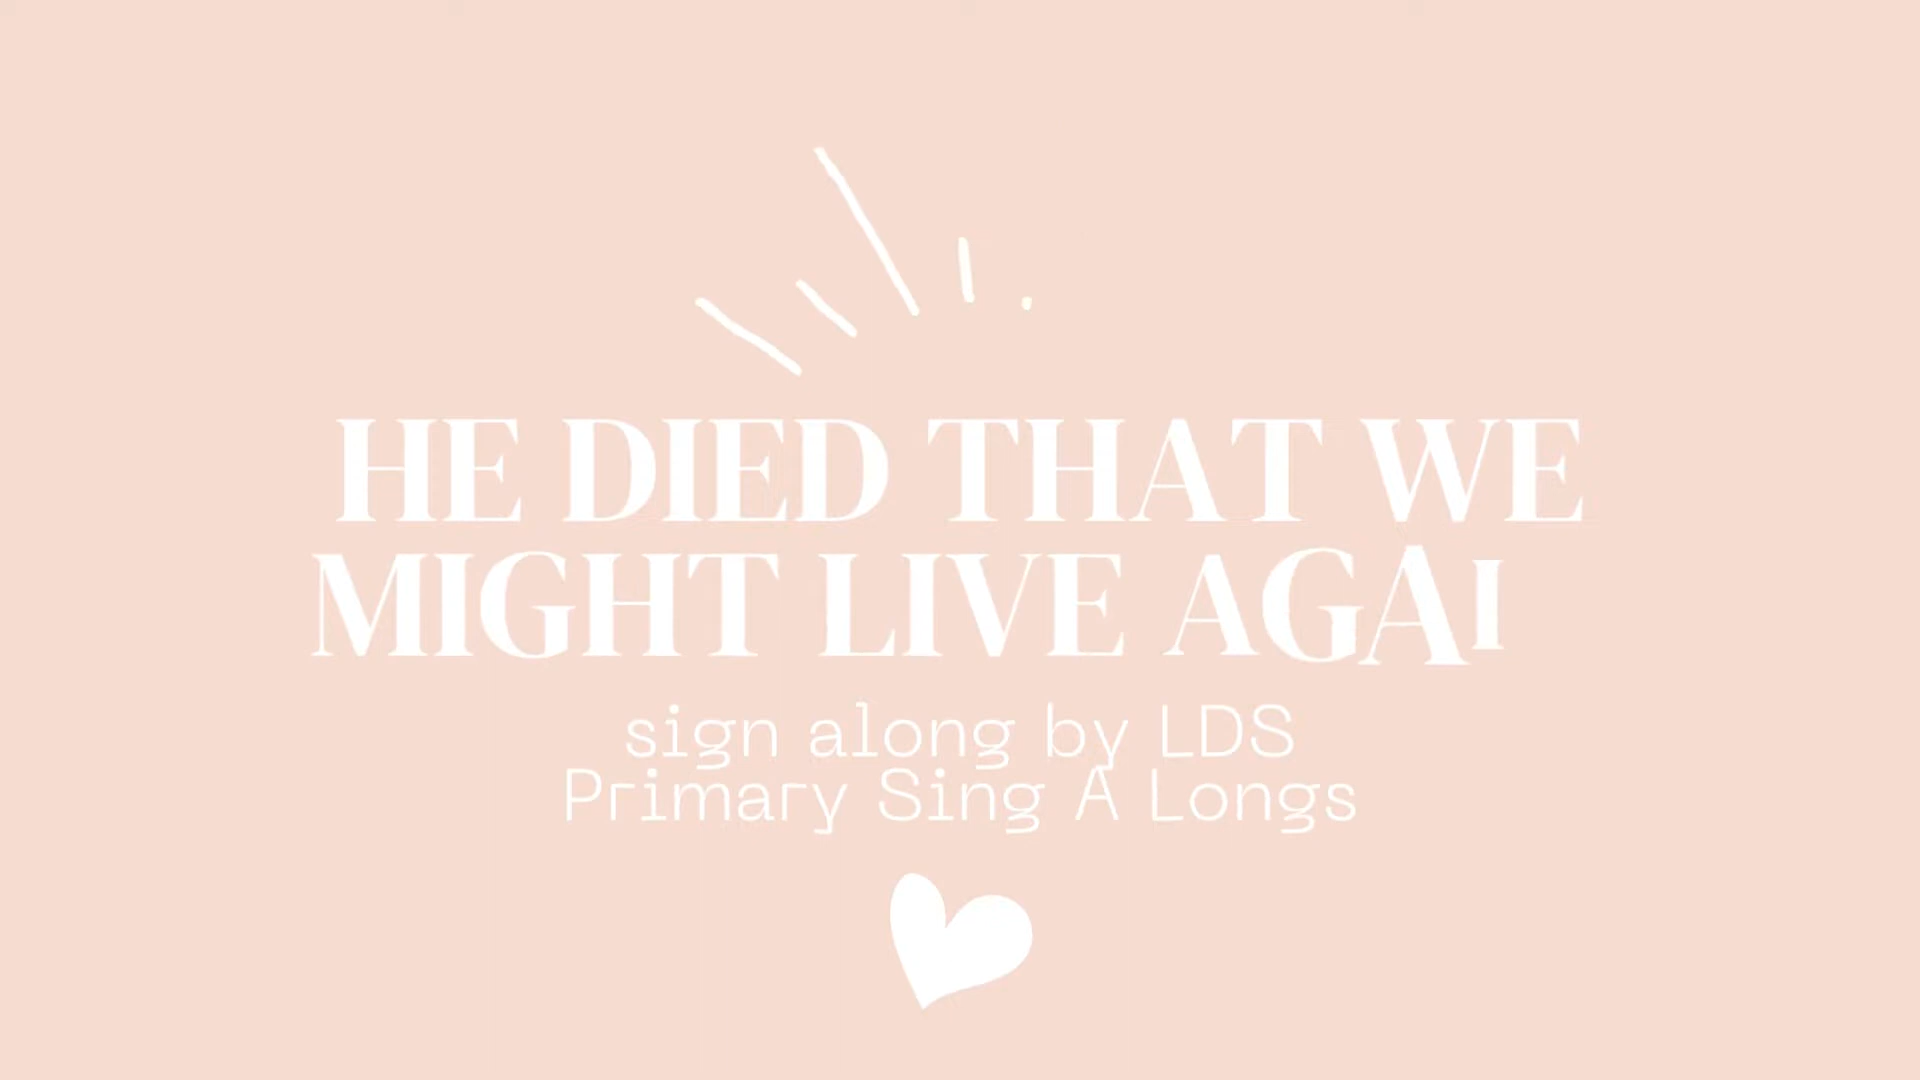 HE DIED THAT WE
MIGHT LIVE AGAI
sign along by LDS
Primary Sing A Longs